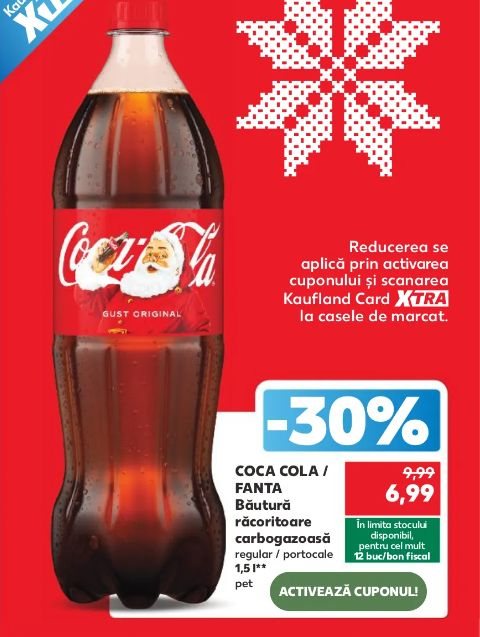 Kau
XTR
Coca-Cola
GUST ORIGINAL
Reducerea se
aplică prin activarea
cuponului și scanarea
Kaufland Card XTRA
la casele de marcat.
-30%
COCA COLA /
FANTA
Băutură
răcoritoare
carbogazoasă
regular / portocale
1,5 l**
pet
9,99
6,99
În limita stocului
disponibil,
pentru cel mult
12 buc/bon fiscal
ACTIVEAZĂ CUPONUL!